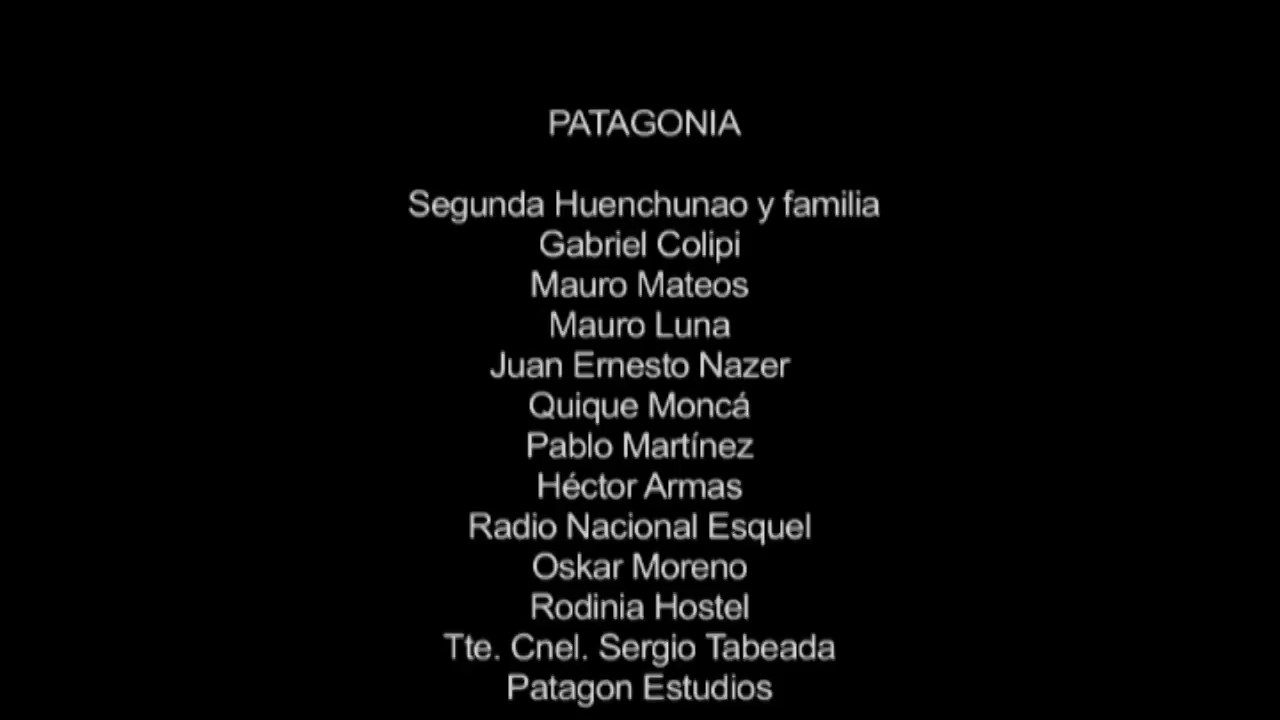 PATAGONIA
Segunda Huenchunao y familia
Gabriel Colipi
Mauro Mateos
Mauro Luna
Juan Ernesto Nazer
Quique Moncá
Pablo Martínez
Héctor Armas
Radio Nacional Esquel
Oskar Moreno
Rodinia Hostel
Tte. Cnel. Sergio Tabeada
Patagon Estudios